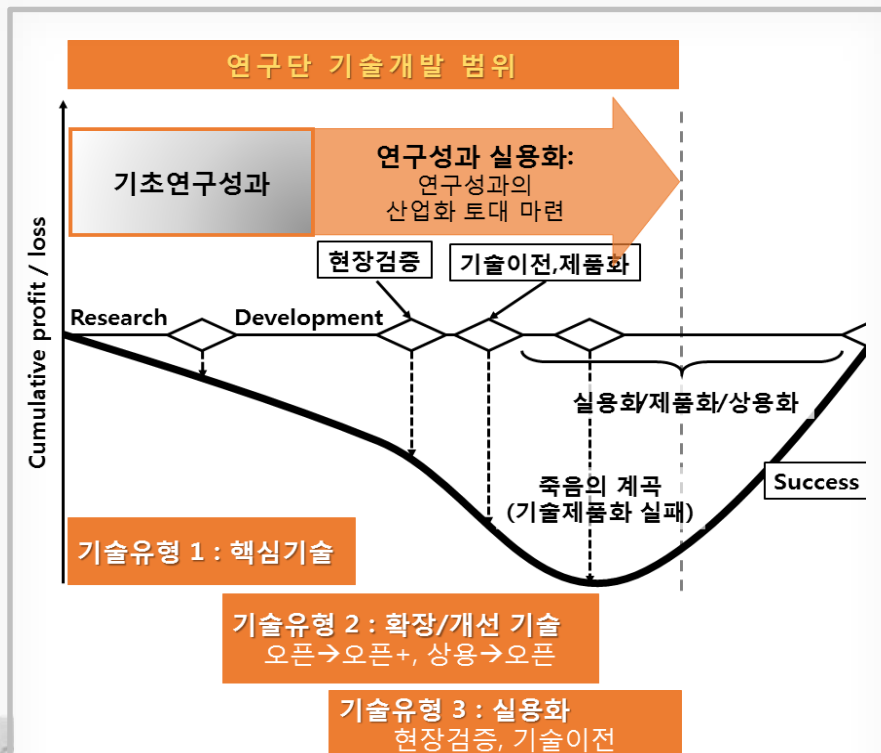 연구단 기술개발 범위
기초연구성과
연구성과 실용화:
연구성과의
산업화 토대 마련
현장검증
기술이전,제품화
Cumulative profit / loss
Research
Development
실용화/제품화/상용화
죽음의 계곡
(기술제품화 실패)
Success
기술유형 1 : 핵심기술
기술유형 2 : 확장/개선 기술
오픈→오픈+, 상용→오픈
기술유형 3 : 실용화
현장검증, 기술이전